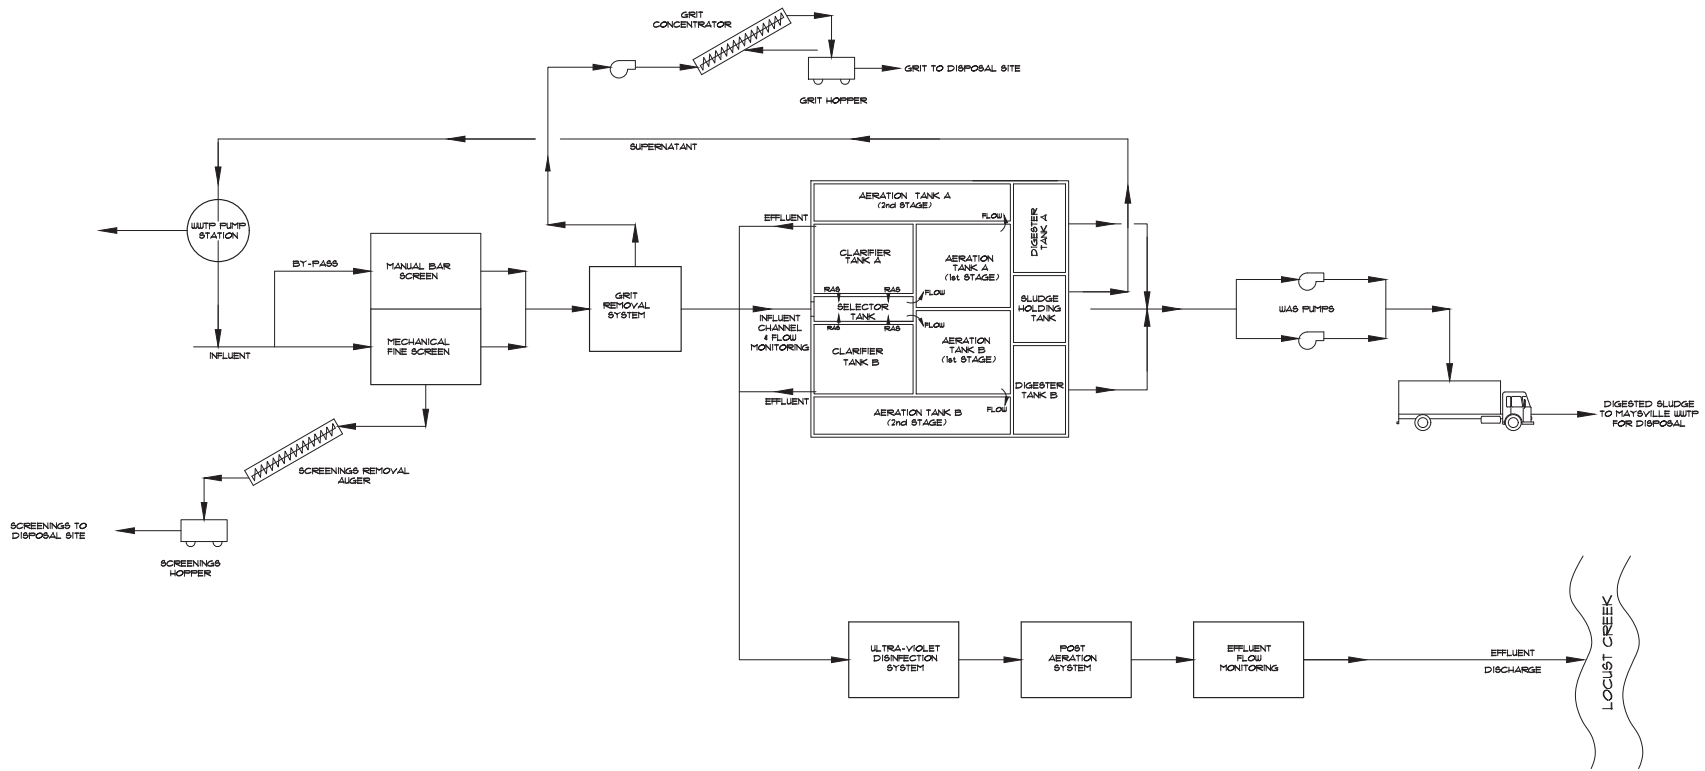 GRIT
CONCENTRATOR
GRIT TO DISPOSAL SITE
GRIT HOPPER
SUPERNATANT
WWTP PUMP
STATION
BY-PASS
INFLUENT
MANUAL BAR
SCREEN
MECHANICAL
FINE SCREEN
GRIT
REMOVAL
SYSTEM
SCREENINGS REMOVAL
AUGER
SCREENINGS TO
DISPOSAL SITE
SCREENINGS
HOPPER
EFFLUENT
INFLUENT
CHANNEL
& FLOW
MONITORING
EFFLUENT
AERATION TANK A
(2nd STAGE)
FLOW
CLARIFIER
TANK A
AERATION
TANK A
(1st STAGE)
RAS
RAS
FLOW
SELECTOR
TANK
RAS
RAS
FLOW
CLARIFIER
TANK B
AERATION
TANK B
(1st STAGE)
FLOW
AERATION TANK B
(2nd STAGE)
DIGESTER
TANK A
SLUDGE
HOLDING
TANK
DIGESTER
TANK B
WAS PUMPS
DIGESTED SLUDGE
TO MAYSVILLE WWTP
FOR DISPOSAL
ULTRA-VIOLET
DISINFECTION
SYSTEM
POST
AERATION
SYSTEM
EFFLUENT
FLOW
MONITORING
EFFLUENT
DISCHARGE
LOCUST CREEK